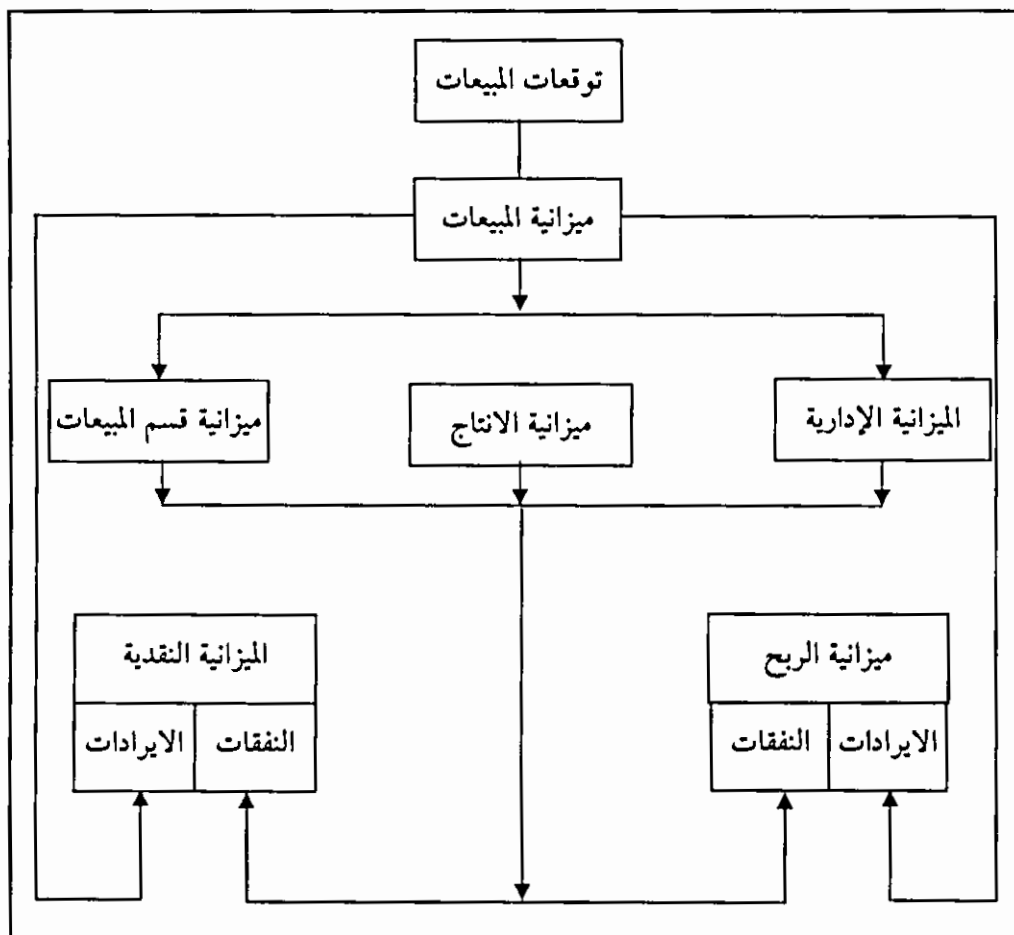 توقعات المبيعات
ميزانية المبيعات
الميزانية الإدارية
ميزانية الانتاج
ميزانية قسم المبيعات
ميزانية الربح
الايرادات
النفقات
الميزانية النقدية
النفقات
الايرادات